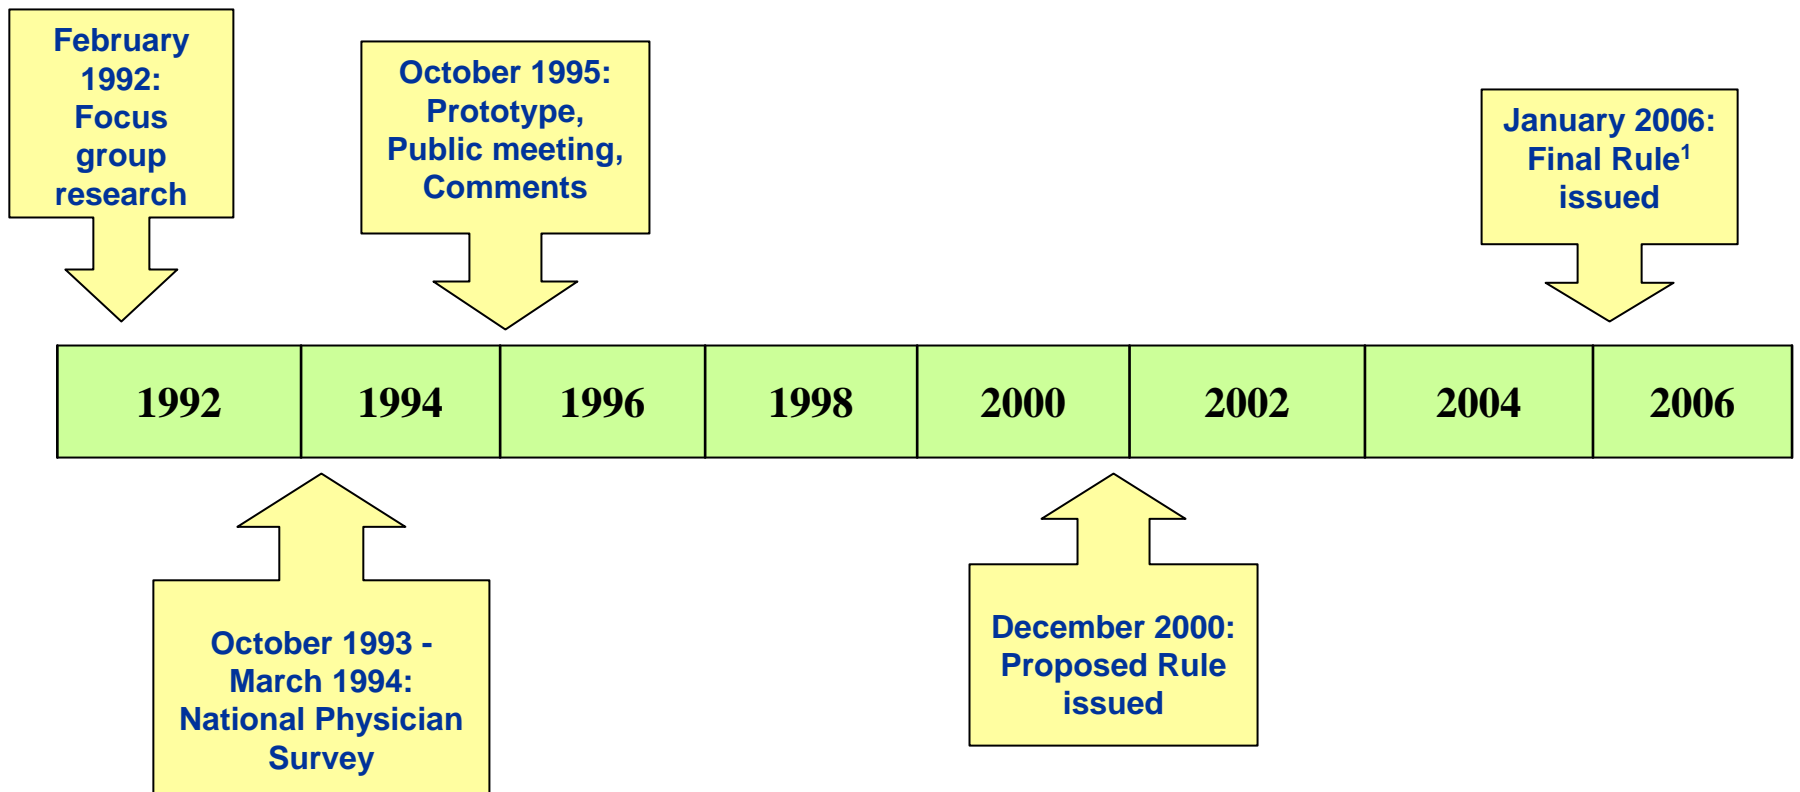 February
1992:
Focus
group
research
October 1995:
Prototype,
Public meeting,
Comments
January 2006:
Final Rule¹
issued
1992
1994
1996
1998
2000
2002
2004
2006
October 1993 -
March 1994:
National Physician
Survey
December 2000:
Proposed Rule
issued